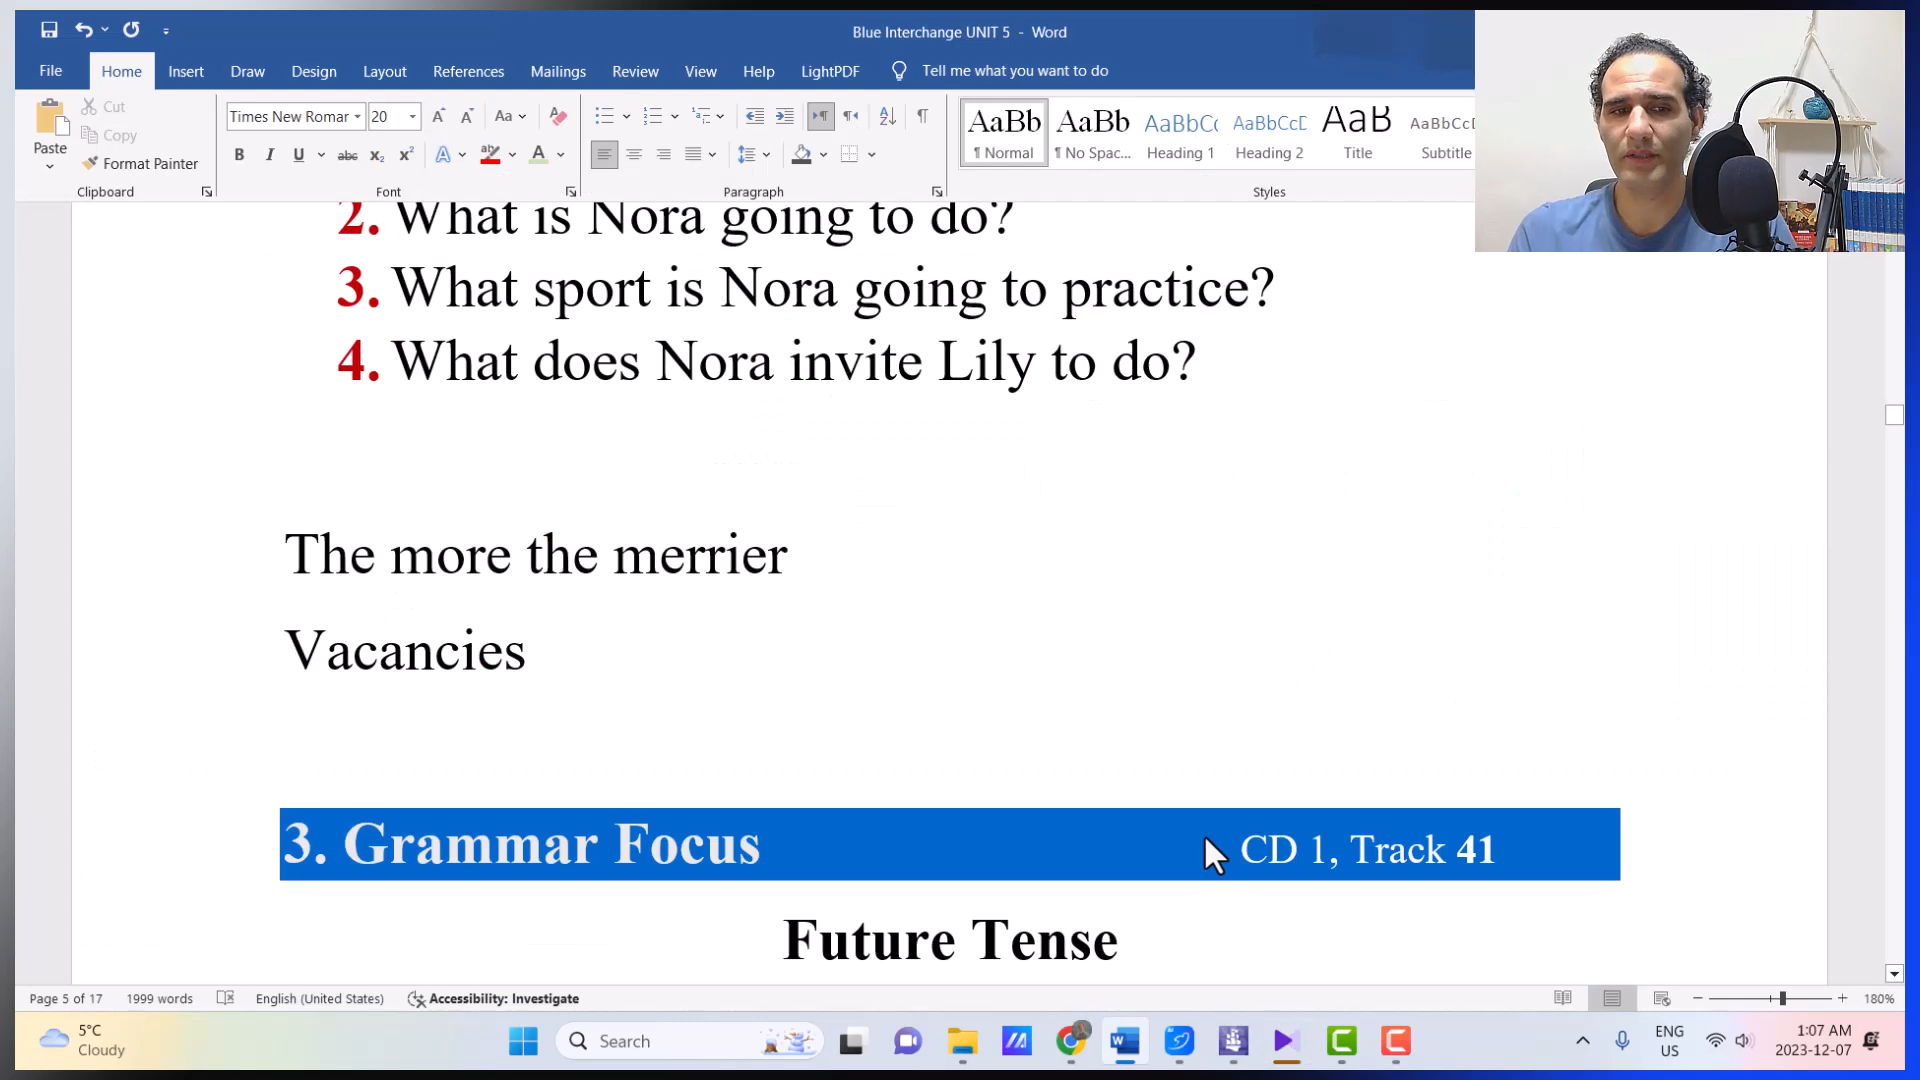 Blue Interchange UNIT 5 - Word
File Home Insert Draw Design Layout References Mailings Review View Help LightPDF Tell me what you want to do
Paste
Cut
Copy
Format Painter
Clipboard
Times New Romar 20
Font
Paragraph
AaBb AaBb AaBbCc AaBbCcD AaB AaBbCcD
¶ Normal ¶ No Spac... Heading 1 Heading 2 Title Subtitle
Styles
2. What is Nora going to do?
3. What sport is Nora going to practice?
4. What does Nora invite Lily to do?
The more the merrier
Vacancies
3. Grammar Focus CD 1, Track 41
Future Tense
Page 5 of 17 1999 words English (United States) Accessibility: Investigate 180%
5°C
Cloudy
Search
ENG
US
1:07 AM
2023-12-07